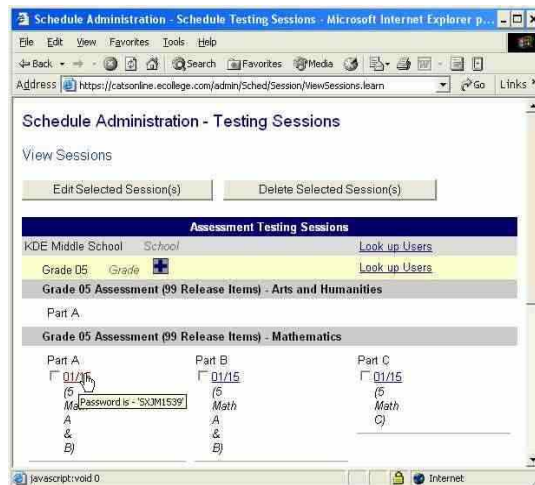 Schedule Administration - Schedule Testing Sessions - Microsoft Internet Explorer p...
File Edit View Favorites Tools Help
Back Search Favorites Media
Address https://catsonline.ecollege.com/admin/Sched/Session/ViewSessions.learn Go Links
Schedule Administration - Testing Sessions
View Sessions
Edit Selected Session(s) Delete Selected Session(s)
Assessment Testing Sessions
KDE Middle School School Look up Users
Grade 05 Grade Look up Users
Grade 05 Assessment (99 Release Items) - Arts and Humanities
Part A
Grade 05 Assessment (99 Release Items) - Mathematics
Part A Part B Part C
01/15 01/15 01/15
(5 (5 (5
Math Math Math
Password is - 'SXJM1539'
A A C)
& &
B) B)
javascript:void 0 Internet